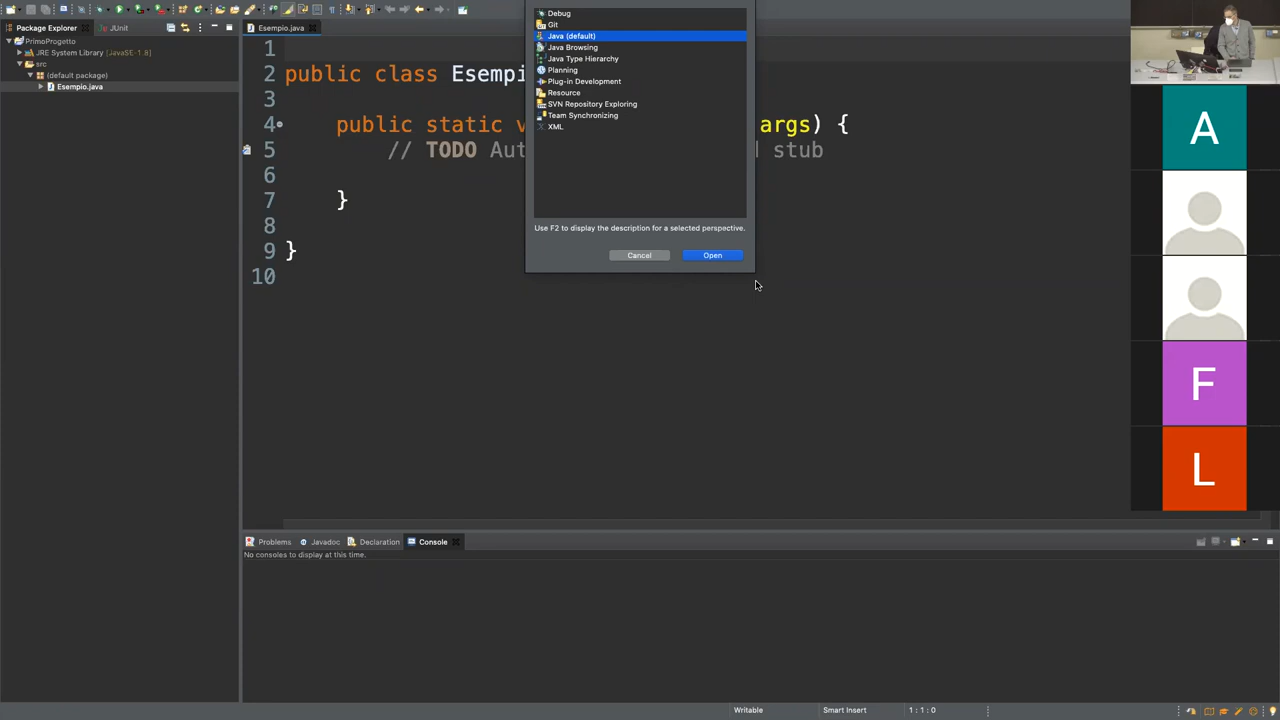 Package Explorer
JUnit
PrimoProgetto
JRE System Library [JavaSE-1.8]
src
(default package)
Esempio.java
Esempio.java
1
2 public class Esempi
3
4 public static v args) {
5 // TODO Aut stub
6
7 }
8
9 }
10
Debug
Git
Java (default)
Java Browsing
Java Type Hierarchy
Planning
Plug-in Development
Resource
SVN Repository Exploring
Team Synchronizing
XML
Use F2 to display the description for a selected perspective.
Cancel
Open
A
F
L
Problems
Javadoc
Declaration
Console
No consoles to display at this time.
Writable
Smart Insert
1 : 1 : 0